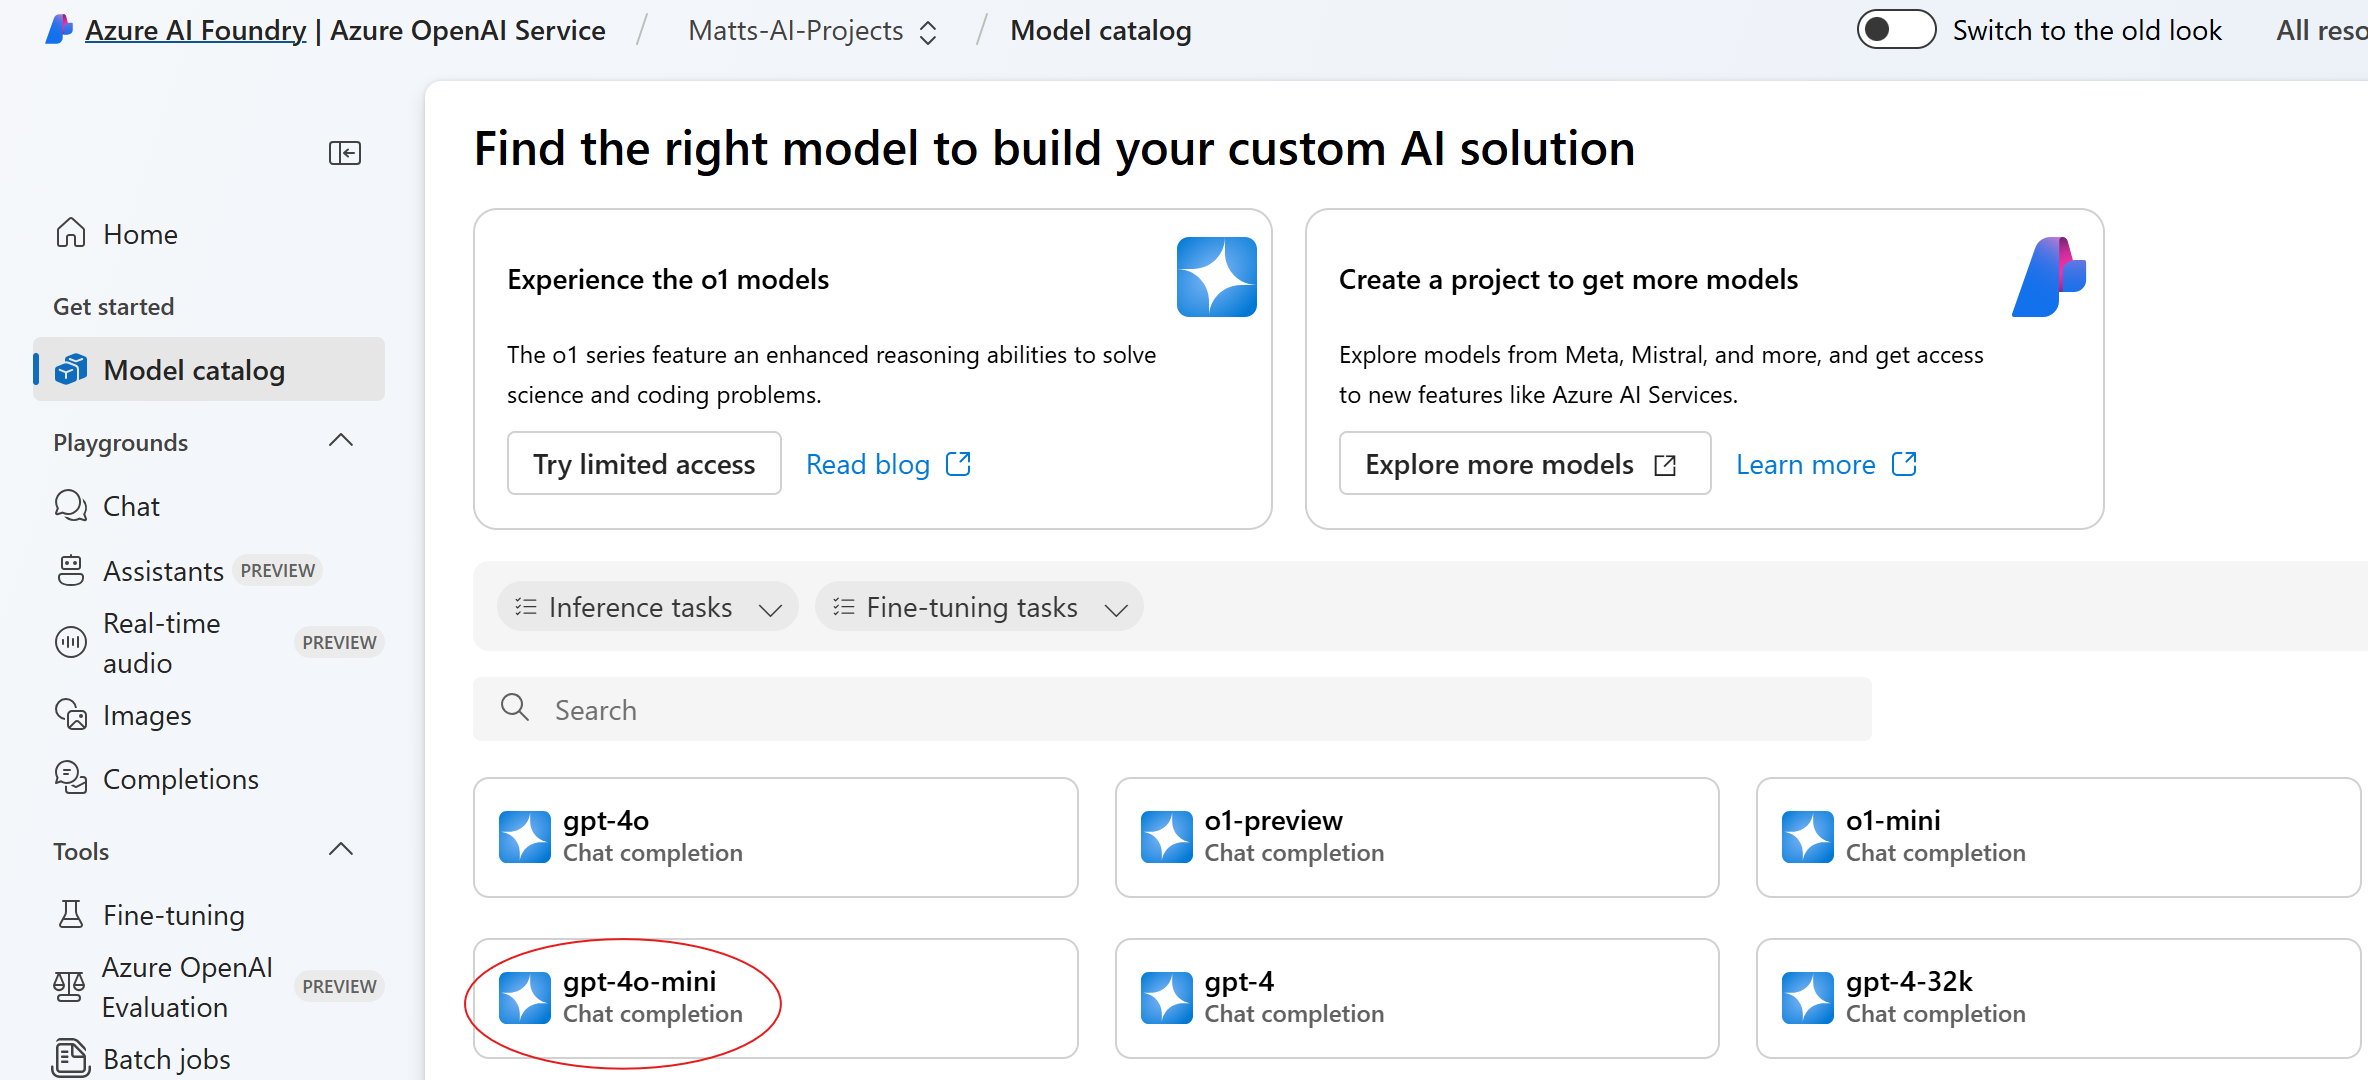 Azure AI Foundry | Azure OpenAI Service / Matts-AI-Projects / Model catalog
Switch to the old look
All reso
Home
Get started
Model catalog
Playgrounds
Chat
Assistants PREVIEW
Real-time
audio
PREVIEW
Images
Completions
Tools
Fine-tuning
Azure OpenAI
Evaluation
PREVIEW
Batch jobs
Find the right model to build your custom AI solution
Experience the o1 models
The o1 series feature an enhanced reasoning abilities to solve
science and coding problems.
Try limited access
Read blog
Create a project to get more models
Explore models from Meta, Mistral, and more, and get access
to new features like Azure AI Services.
Explore more models
Learn more
Inference tasks
Fine-tuning tasks
Search
gpt-4o
Chat completion
o1-preview
Chat completion
o1-mini
Chat completion
gpt-4o-mini
Chat completion
gpt-4
Chat completion
gpt-4-32k
Chat completion